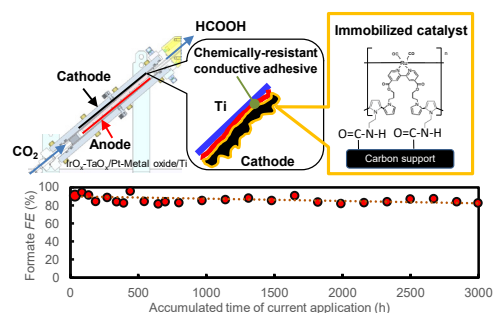 HCOOH
Cathode
Anode
CO2
IrOx-TaOx/Pt-Metal oxide/Ti
Chemically-resistant
conductive adhesive
Ti
Cathode
Immobilized catalyst
n
O=C-N-H
O=C-N-H
Carbon support
Formate FE (%)
100
80
60
40
20
0
0
500
1000
1500
2000
2500
3000
Accumulated time of current application (h)